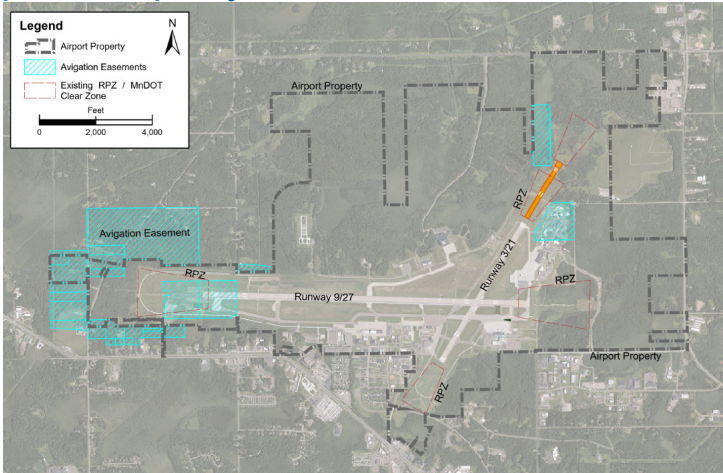 Legend
N
Airport Property
Avigation Easements
Existing RPZ / MnDOT
Clear Zone
Feet
0 2,000 4,000
Airport Property
RPZ
Avigation Easement
Runway 3/21
RPZ
RPZ
Runway 9/27
Airport Property
RPZ